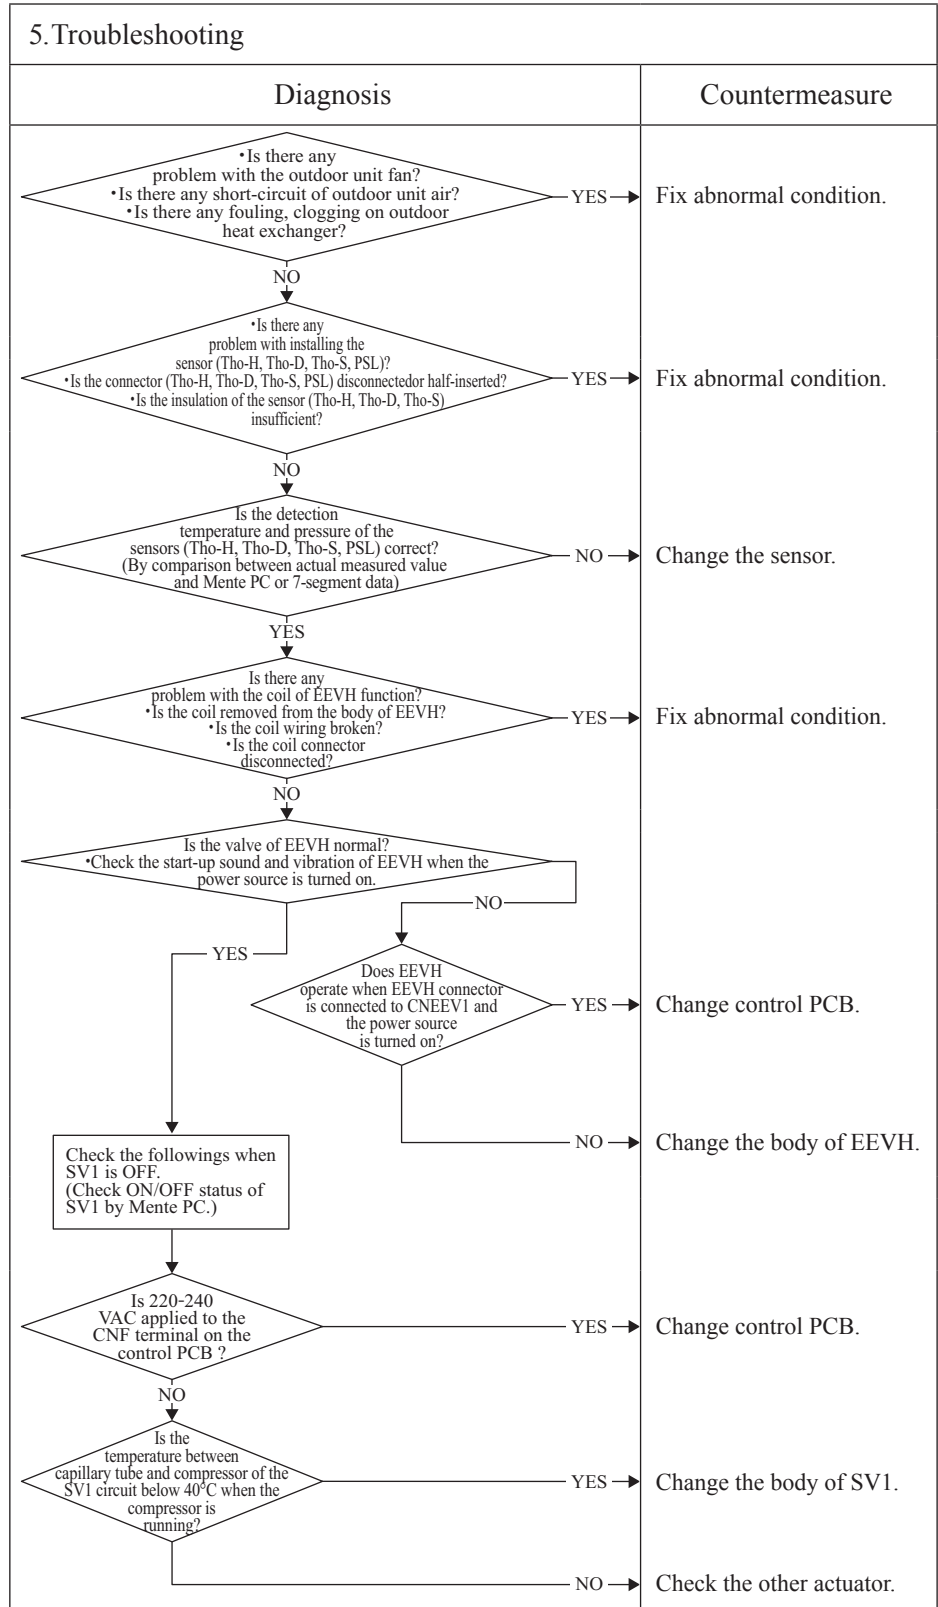 5.Troubleshooting
Diagnosis
Countermeasure
・Is there any
problem with the outdoor unit fan?
・Is there any short-circuit of outdoor unit air?
・Is there any fouling, clogging on outdoor
heat exchanger?
YES
Fix abnormal condition.
NO
・Is there any
problem with installing the
sensor (Tho-H, Tho-D, Tho-S, PSL)?
・Is the connector (Tho-H, Tho-D, Tho-S, PSL) disconnectedor half-inserted?
・Is the insulation of the sensor (Tho-H, Tho-D, Tho-S)
insufficient?
YES
Fix abnormal condition.
NO
Is the detection
temperature and pressure of the
sensors (Tho-H, Tho-D, Tho-S, PSL) correct?
(By comparison between actual measured value
and Mente PC or 7-segment data)
NO
Change the sensor.
YES
Is there any
problem with the coil of EEVH function?
・Is the coil removed from the body of EEVH?
・Is the coil wiring broken?
・Is the coil connector
disconnected?
YES
Fix abnormal condition.
NO
Is the valve of EEVH normal?
・Check the start-up sound and vibration of EEVH when the
power source is turned on.
NO
YES
Does EEVH
operate when EEVH connector
is connected to CNEEV1 and
the power source
is turned on?
YES
Change control PCB.
NO
Change the body of EEVH.
Check the followings when
SV1 is OFF.
(Check ON/OFF status of
SV1 by Mente PC.)
Is 220-240
VAC applied to the
CNF terminal on the
control PCB ?
YES
Change control PCB.
NO
Is the
temperature between
capillary tube and compressor of the
SV1 circuit below 40°C when the
compressor is
running?
YES
Change the body of SV1.
NO
Check the other actuator.